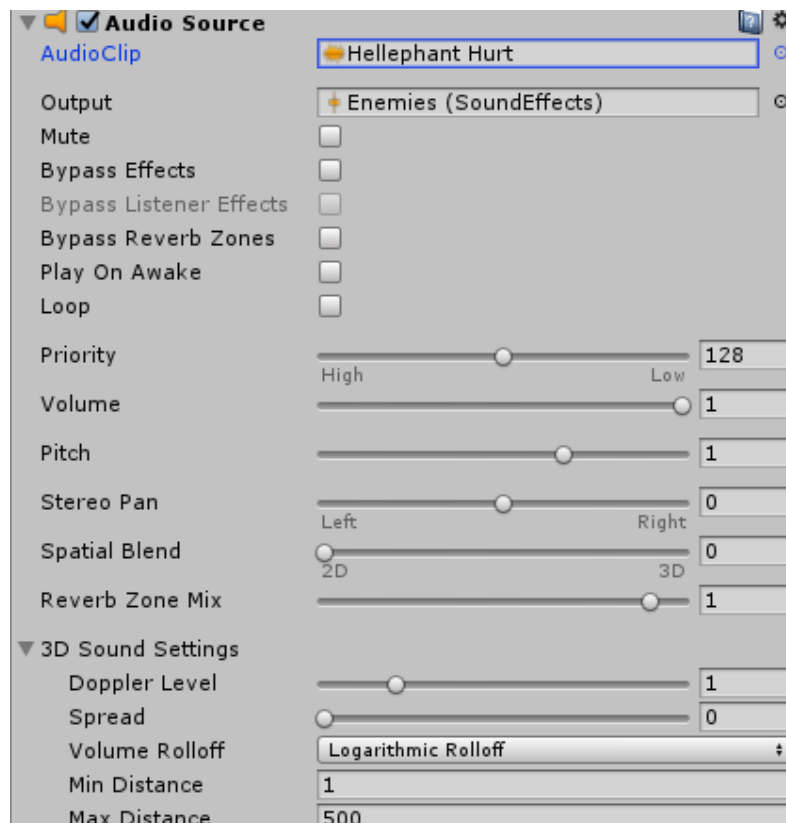 Audio Source
AudioClip Hellephant Hurt
Output Enemies (SoundEffects)
Mute
Bypass Effects
Bypass Listener Effects
Bypass Reverb Zones
Play On Awake
Loop
Priority 128
High Low
Volume 1
Pitch 1
Stereo Pan 0
Left Right
Spatial Blend 0
2D 3D
Reverb Zone Mix 1
3D Sound Settings
Doppler Level 1
Spread 0
Volume Rolloff Logarithmic Rolloff
Min Distance 1
Max Distance 500